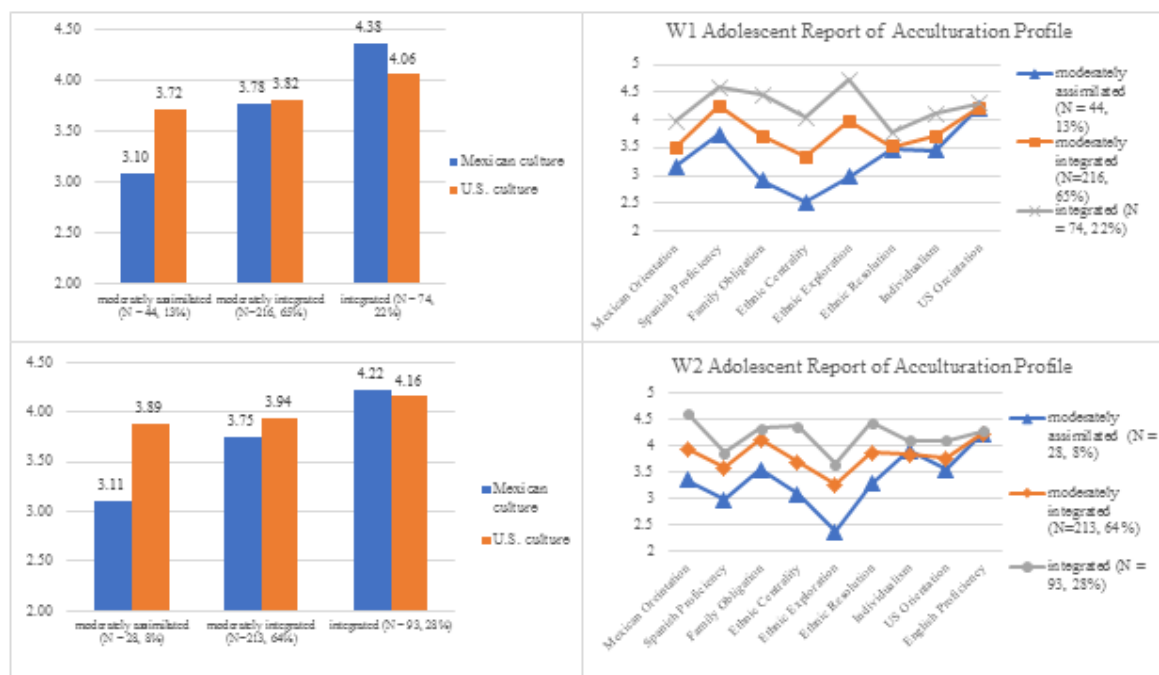 4.50
4.00
3.50
3.00
2.50
2.00
3.10
3.72
3.78
3.82
4.38
4.06
moderately assimilated
(N = 44, 13%)
moderately integrated
(N=216, 65%)
integrated (N = 74,
22%)
Mexican culture
U.S. culture
W1 Adolescent Report of Acculturation Profile
5
4.5
4
3.5
3
2.5
2
Mexican Orientation
Spanish Proficiency
Family Obligation
Ethnic Centrality
Ethnic Exploration
Ethnic Resolution
Individualism
US Orientation
moderately
assimilated
(N = 44,
13%)
moderately
integrated
(N=216,
65%)
integrated (N
= 74, 22%)
4.50
4.00
3.50
3.00
2.50
2.00
3.11
3.89
3.75
3.94
4.22
4.16
moderately assimilated
(N = 28, 8%)
moderately integrated
(N=213, 64%)
integrated (N = 93, 28%)
Mexican
culture
U.S. culture
W2 Adolescent Report of Acculturation Profile
5
4.5
4
3.5
3
2.5
2
Mexican Orientation
Spanish Proficiency
Family Obligation
Ethnic Centrality
Ethnic Exploration
Ethnic Resolution
Individualism
US Orientation
English Proficiency
moderately
assimilated (N =
28, 8%)
moderately
integrated
(N=213, 64%)
integrated (N =
93, 28%)